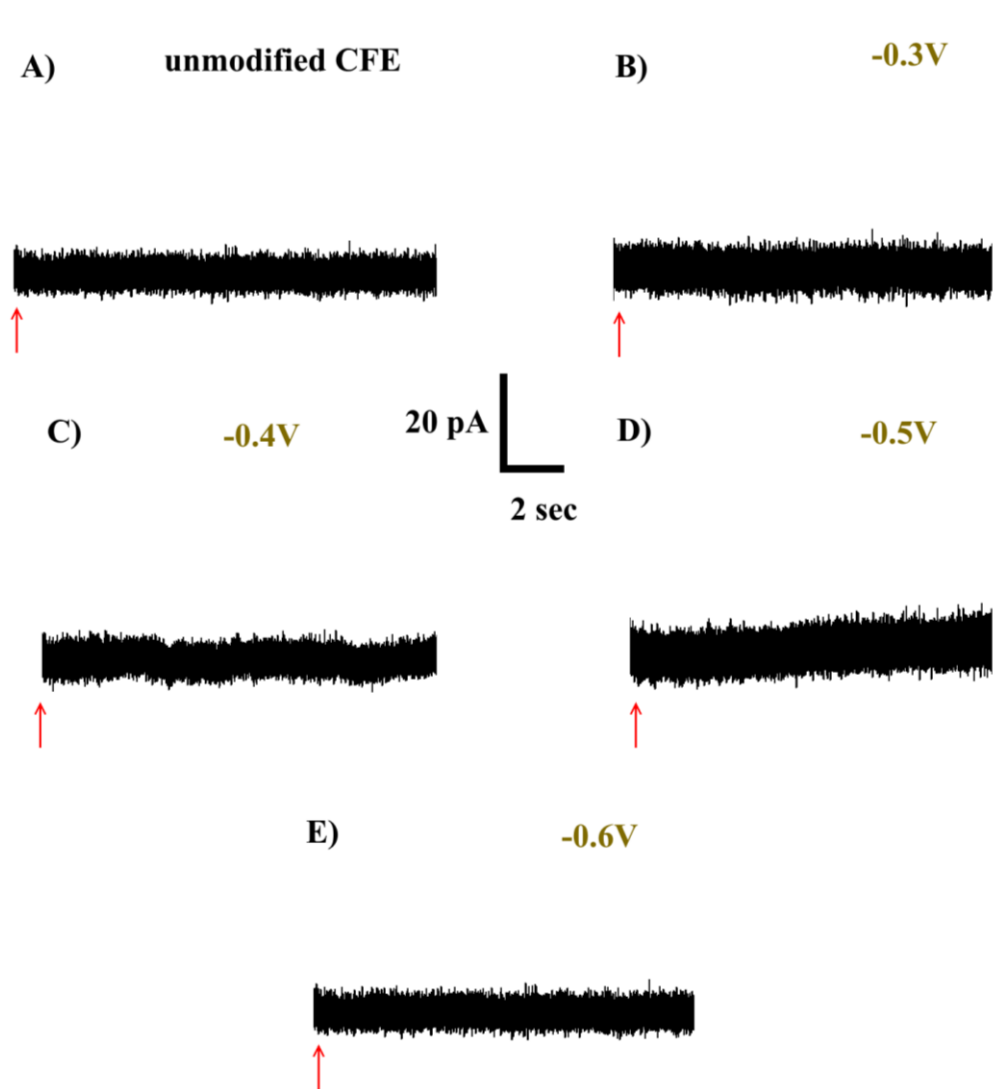 A) unmodified CFE
B) -0.3V
C) -0.4V
20 pA
2 sec
D) -0.5V
E) -0.6V